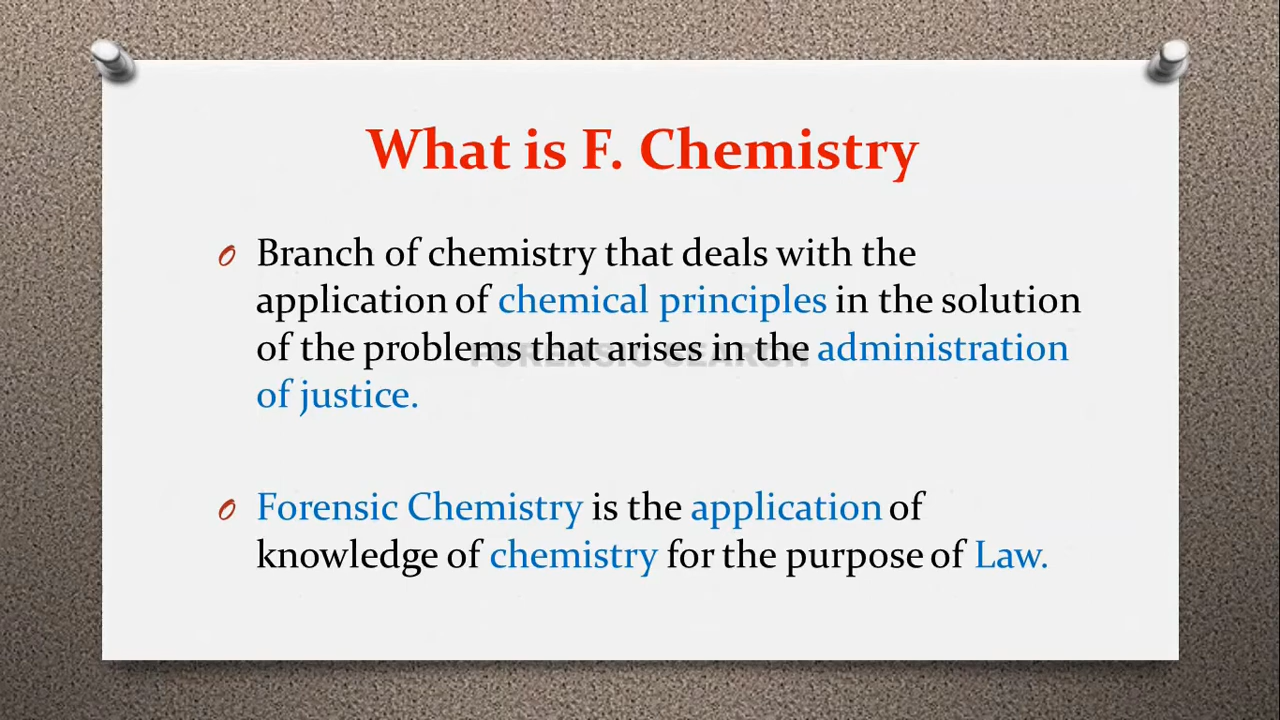 What is F. Chemistry
Branch of chemistry that deals with the
application of chemical principles in the solution
of the problems that arises in the administration
of justice.
FORENSIC SEARCH
Forensic Chemistry is the application of
knowledge of chemistry for the purpose of Law.